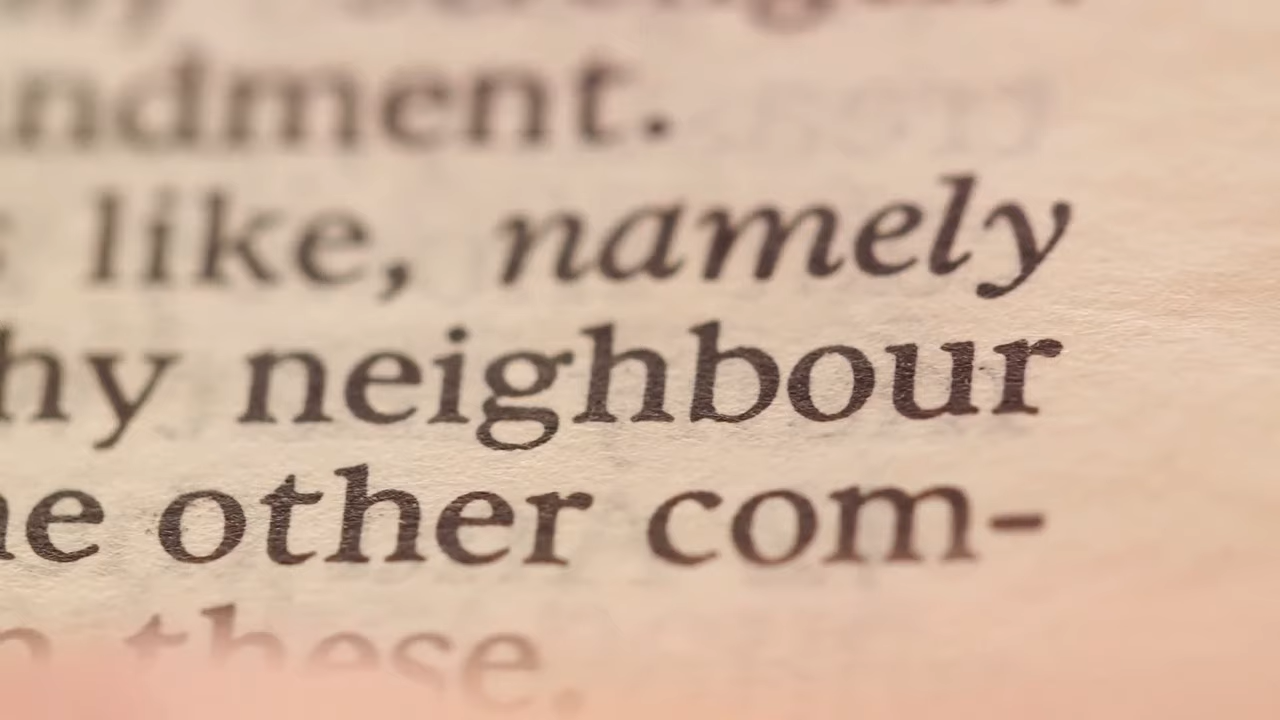 ndment.
like, namely
hy neighbour
e other com-
these.